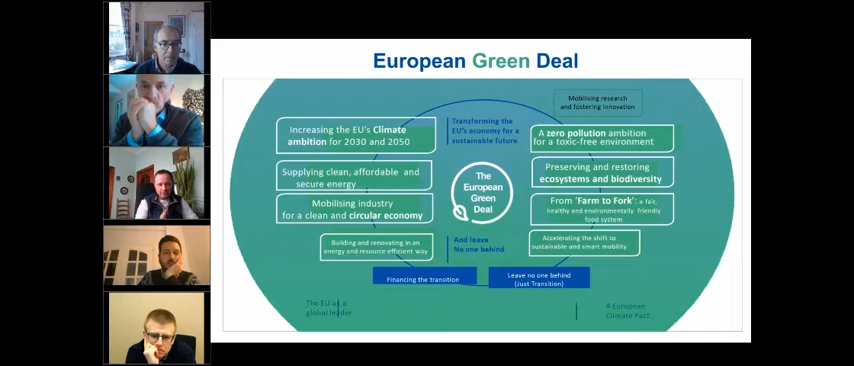 European Green Deal
Mobilising research
and fostering innovation
Transforming the
EU's economy for a
sustainable future
Increasing the EU's Climate
ambition for 2030 and 2050
Supplying clean, affordable and
secure energy
Mobilising industry
for a clean and circular economy
Building and renovating in an
energy and resource efficient way
The
European
Green
Deal
A zero pollution ambition
for a toxic-free environment
Preserving and restoring
ecosystems and biodiversity
From 'Farm to Fork': a fair,
healthy and environmentally friendly
food system
Accelerating the shift to
sustainable and smart mobility
And leave
No one behind
Financing the transition
Leave no one behind
(Just Transition)
The EU as a
global leader
A European
Climate Pact